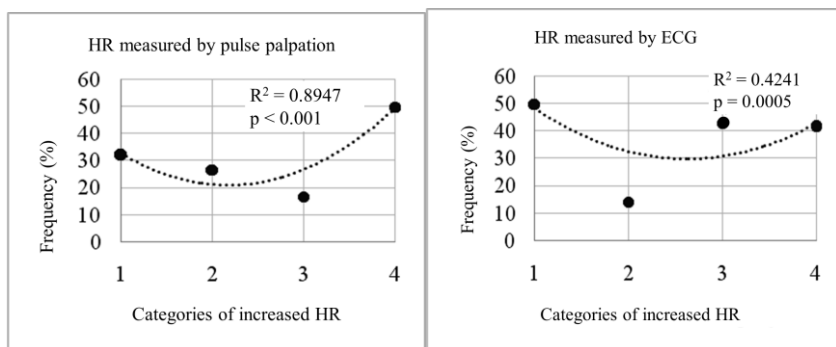 HR measured by pulse palpation
R² = 0.8947
p < 0.001
Frequency (%)
60
50
40
30
20
10
0
1 2 3 4
Categories of increased HR
HR measured by ECG
R² = 0.4241
p = 0.0005
Frequency (%)
60
50
40
30
20
10
0
1 2 3 4
Categories of increased HR